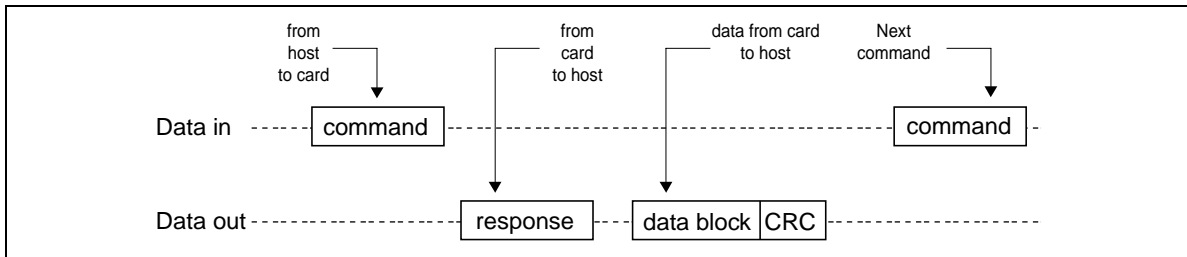 from
host
to card
from
card
to host
data from card
to host
Next
command
Data in
command
command
Data out
response
data block
CRC